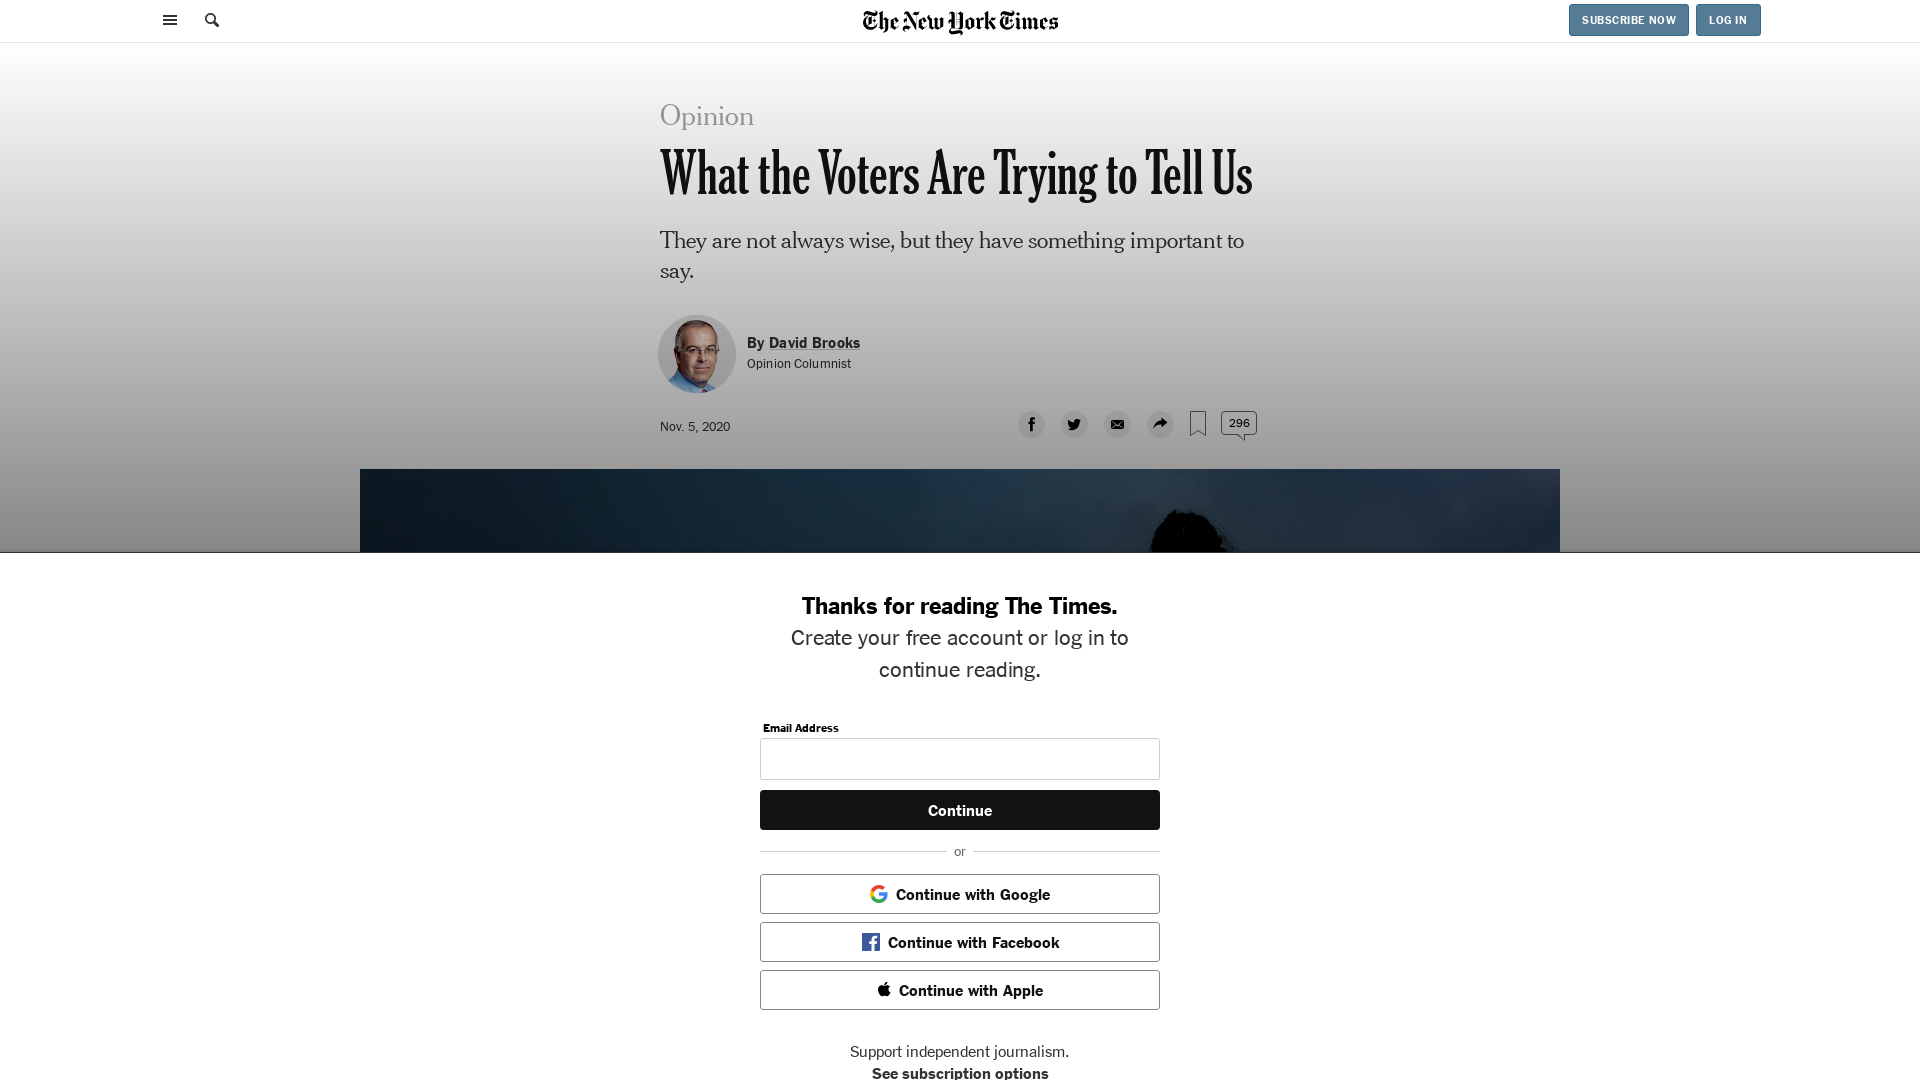 The New York Times
SUBSCRIBE NOW
LOG IN
Opinion
What the Voters Are Trying to Tell Us
They are not always wise, but they have something important to
say.
By David Brooks
Opinion Columnist
Nov. 5, 2020
296
Thanks for reading The Times.
Create your free account or log in to
continue reading.
Email Address
Continue
or
Continue with Google
Continue with Facebook
Continue with Apple
Support independent journalism.
See subscription options